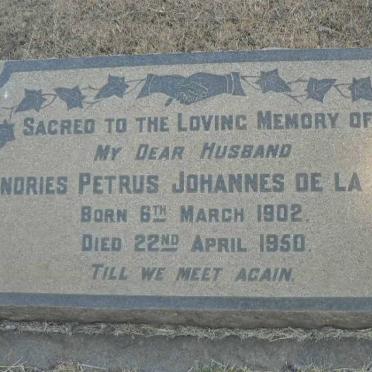 Sacred to the Loving Memory of
My Dear Husband
ndries Petrus Johannes de la
Born 6th March 1902.
Died 22nd April 1950.
Till we meet again.